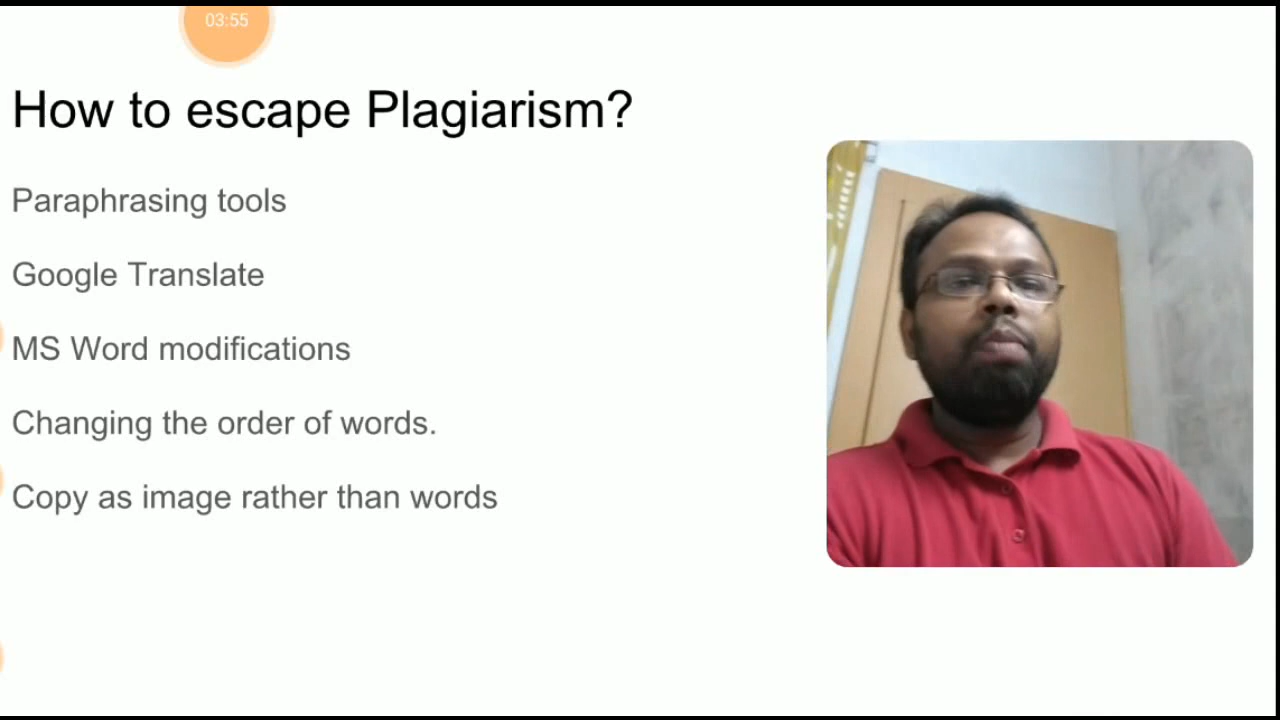 03:55
How to escape Plagiarism?
Paraphrasing tools
Google Translate
MS Word modifications
Changing the order of words.
Copy as image rather than words